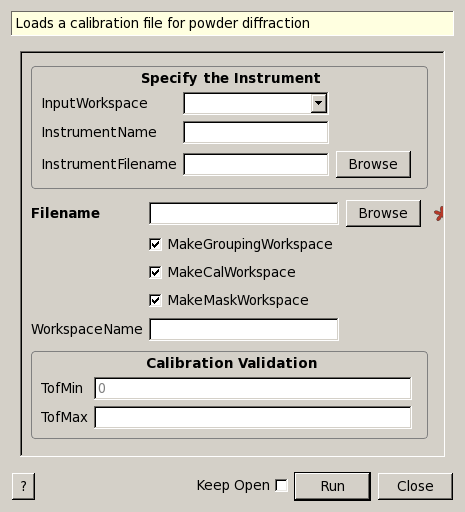 Loads a calibration file for powder diffraction
Specify the Instrument
InputWorkspace
InstrumentName
InstrumentFilename Browse
Filename Browse
MakeGroupingWorkspace
MakeCalWorkspace
MakeMaskWorkspace
WorkspaceName
Calibration Validation
TofMin 0
TofMax
? Keep Open Run Close